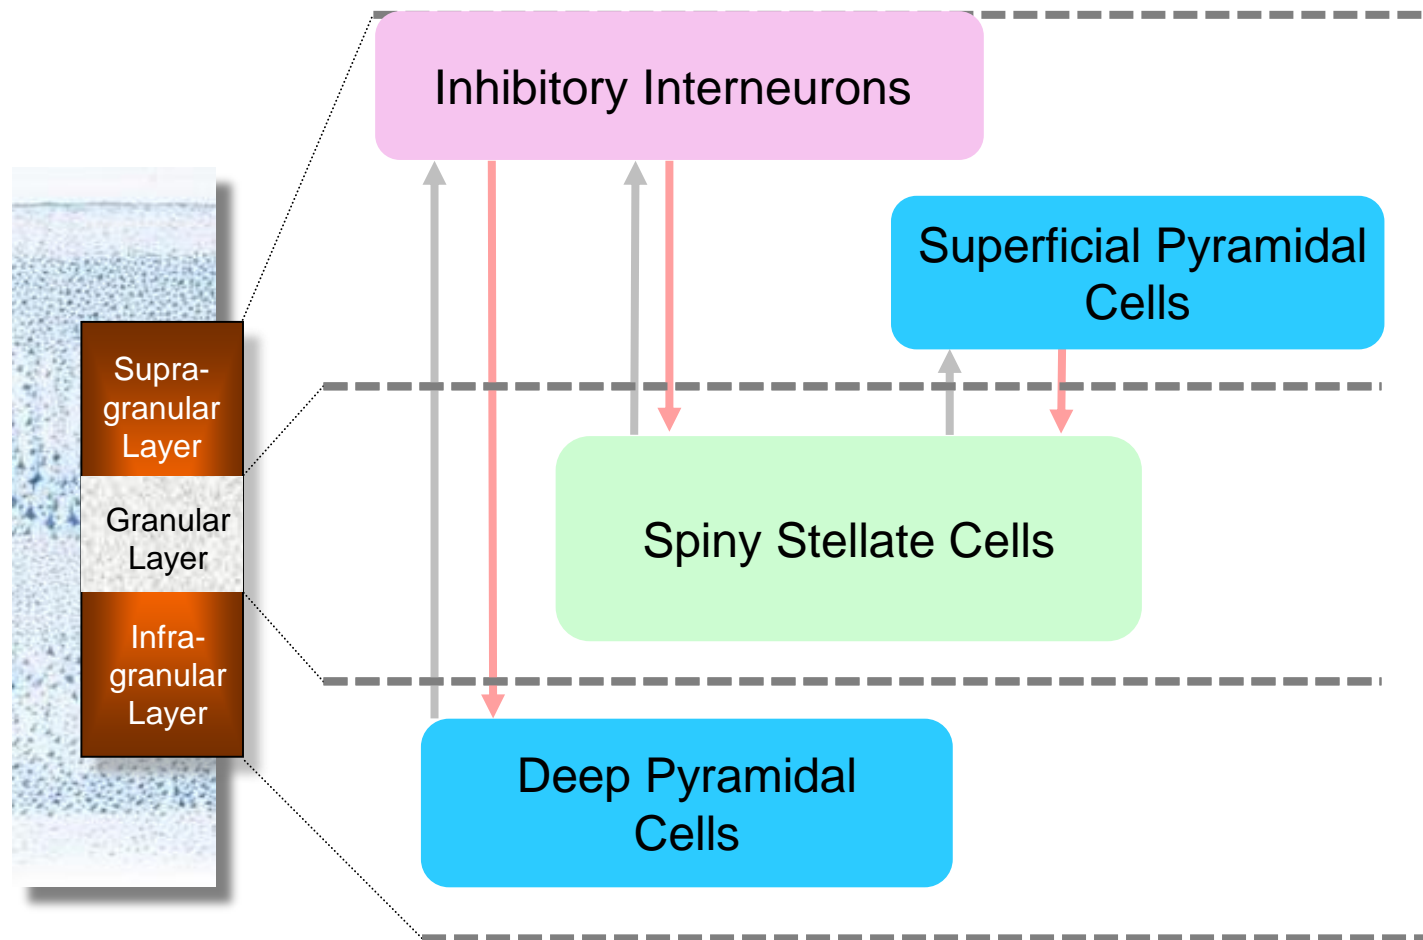 Inhibitory Interneurons
Superficial Pyramidal
Cells
Supra-
granular
Layer
Granular
Layer
Spiny Stellate Cells
Infra-
granular
Layer
Deep Pyramidal
Cells